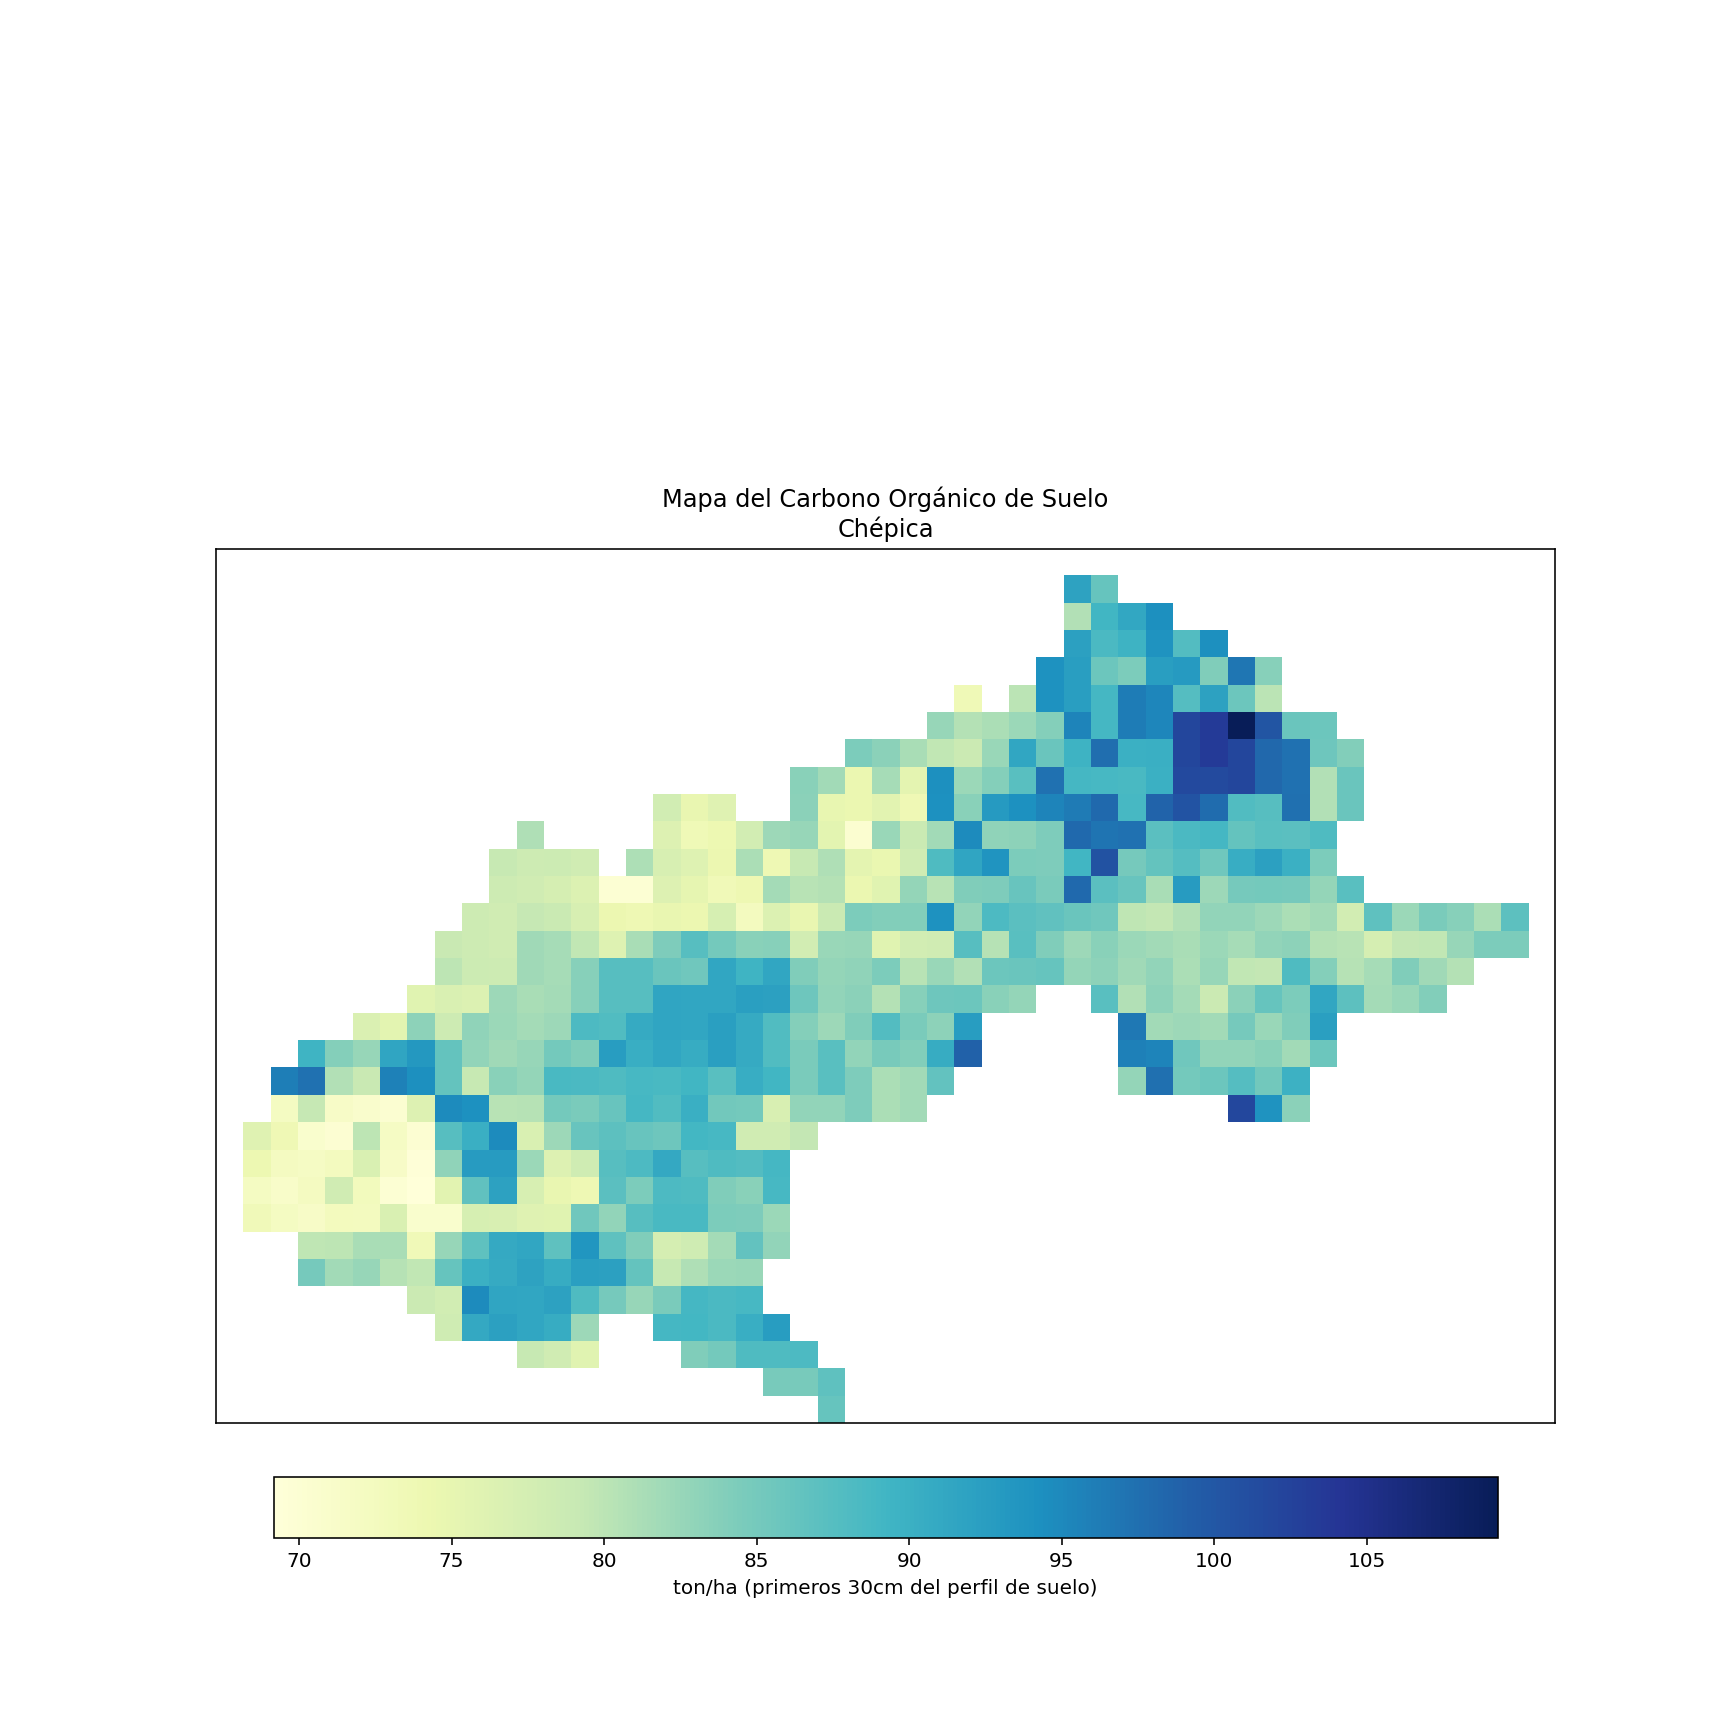 Mapa del Carbono Orgánico de Suelo
Chépica
70 75 80 85 90 95 100 105
ton/ha (primeros 30cm del perfil de suelo)